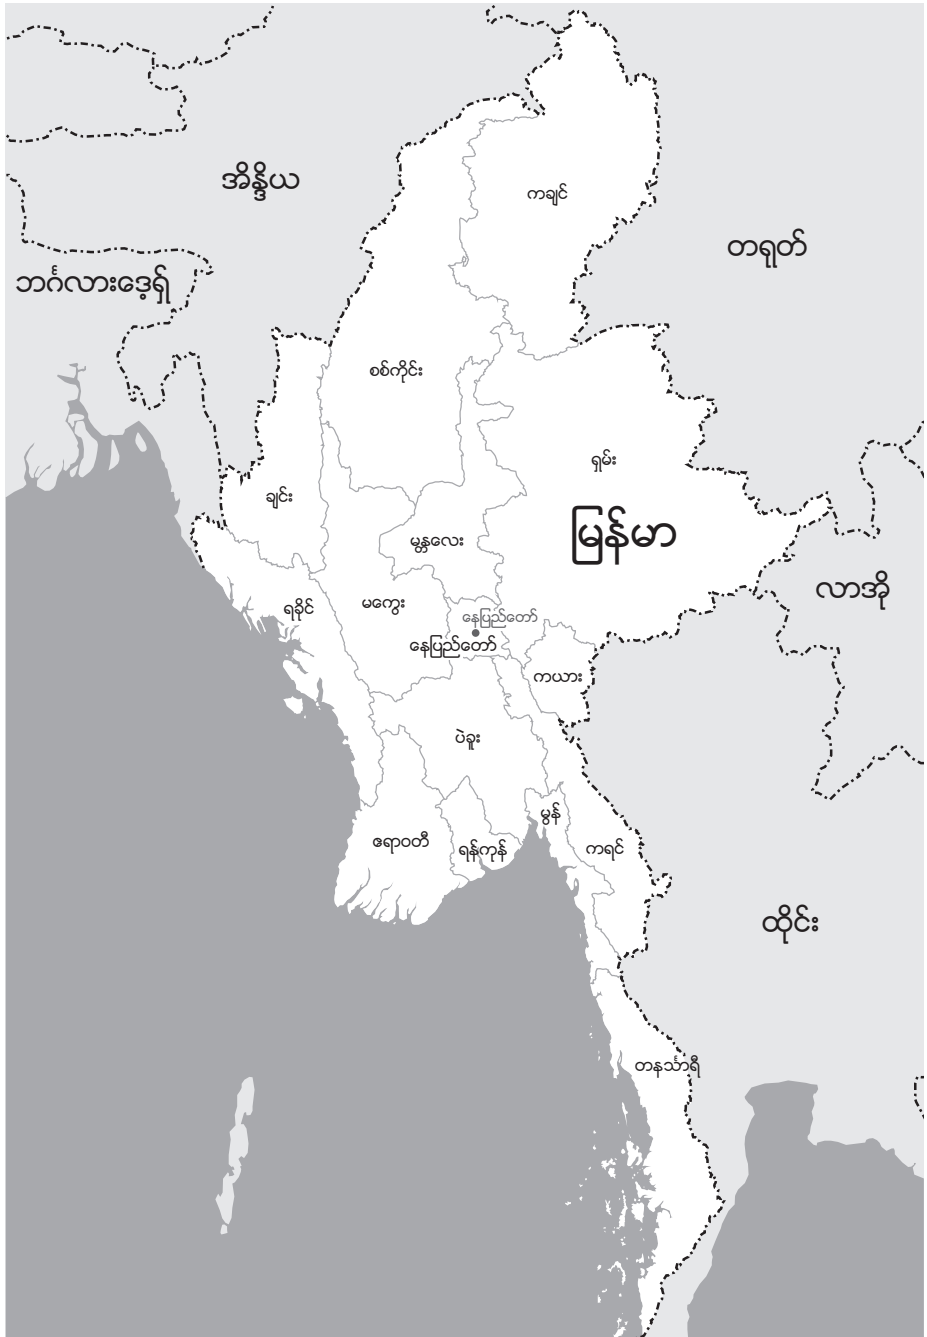 အိန္ဒိယ
ကချင်
တရုတ်
ဘင်္ဂလားဒေ့ရှ်
စစ်ကိုင်း
ရှမ်း
ချင်း
မြန်မာ
မန္တလေး
လာအို
ရခိုင်
မကွေး
နေပြည်တော်
နေပြည်တော်
ကယား
ပဲခူး
မွန်
ဧရာဝတီ
ရန်ကုန်
ကရင်
ထိုင်း
တနင်္သာရီ